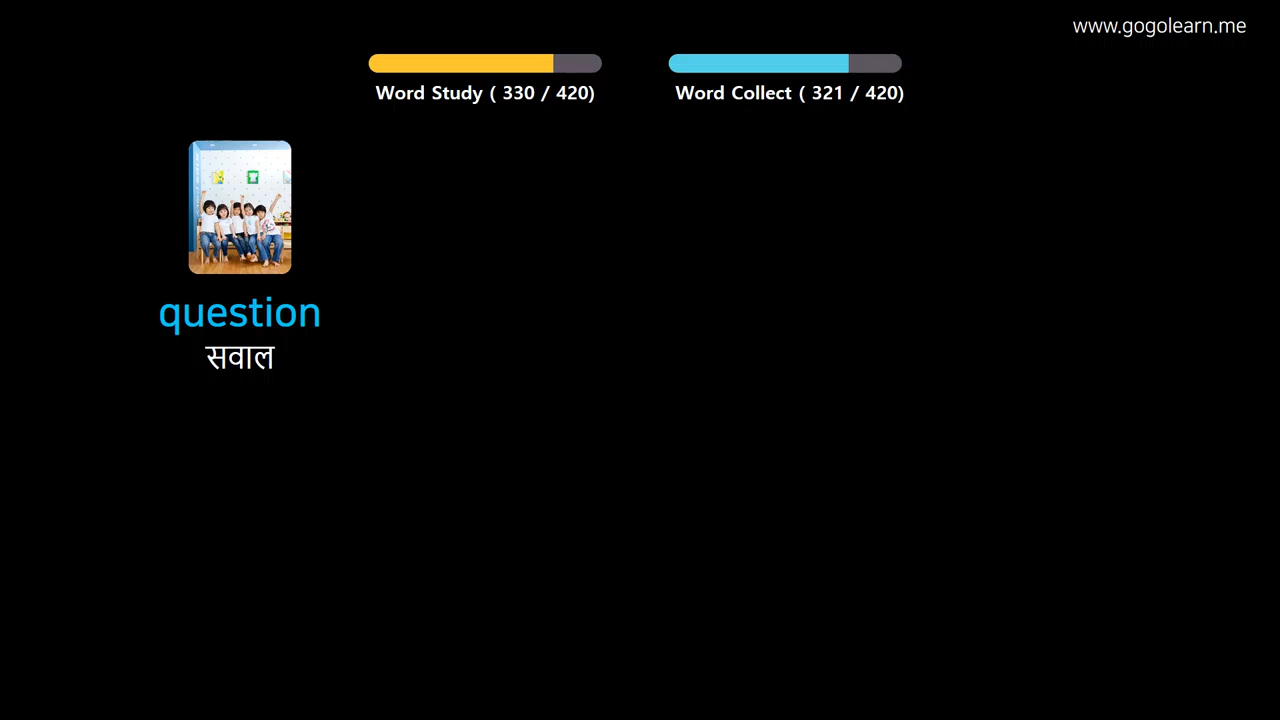 www.gogolearn.me
Word Study ( 330 / 420)
Word Collect ( 321 / 420)
question
सवाल